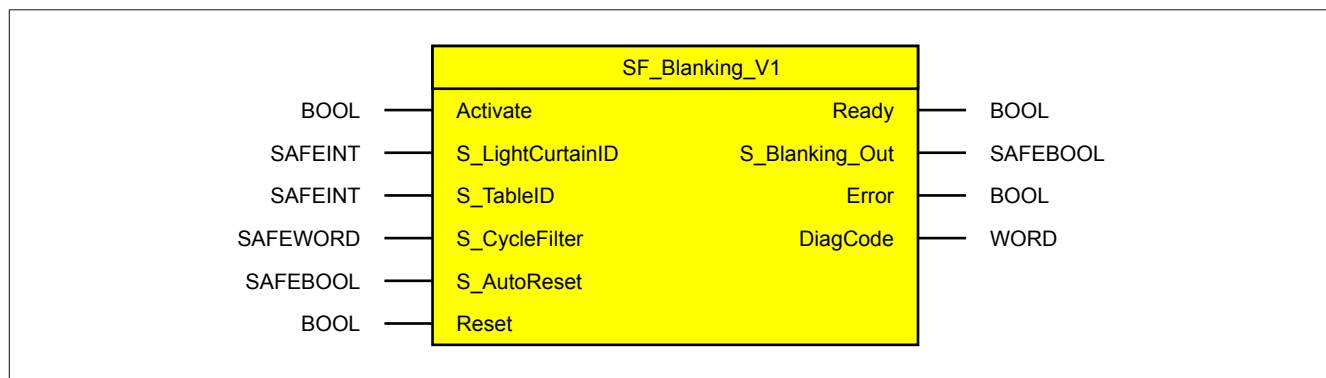 SF_Blanking_V1
BOOL Activate Ready BOOL
SAFEINT S_LightCurtainID S_Blanking_Out SAFEBOOL
SAFEINT S_TableID Error BOOL
SAFEWORD S_CycleFilter DiagCode WORD
SAFEBOOL S_AutoReset
BOOL Reset